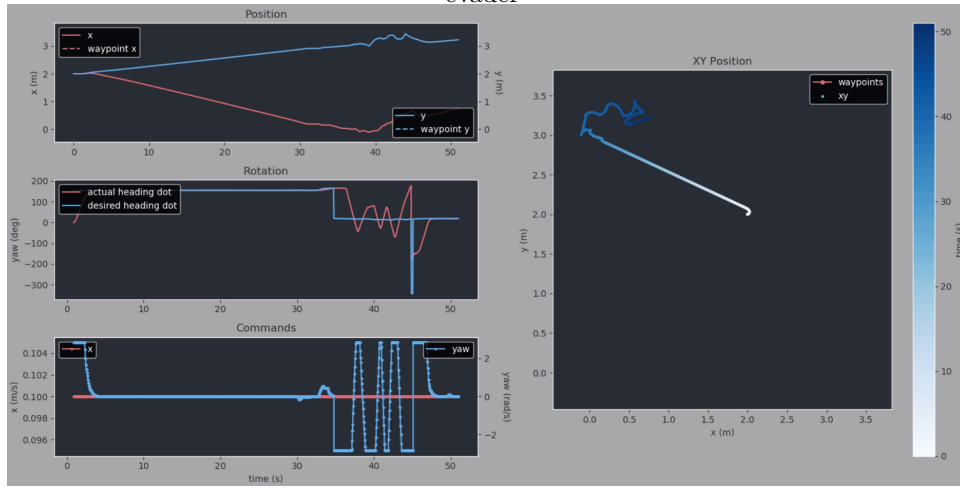 evader
Position
x
waypoint x
y
waypoint y
x (m)
y (m)
3
2
1
0
3
2
1
0
0
10
20
30
40
50
Rotation
actual heading dot
desired heading dot
yaw (deg)
200
100
0
−100
−200
−300
0
10
20
30
40
50
Commands
x
yaw
x (m/s)
yaw (rad/s)
0.104
0.102
0.100
0.098
0.096
2
0
−2
0
10
20
30
40
50
time (s)
XY Position
waypoints
xy
y (m)
3.5
3.0
2.5
2.0
1.5
1.0
0.5
0.0
0.0
0.5
1.0
1.5
2.0
2.5
3.0
3.5
x (m)
time (s)
50
40
30
20
10
0